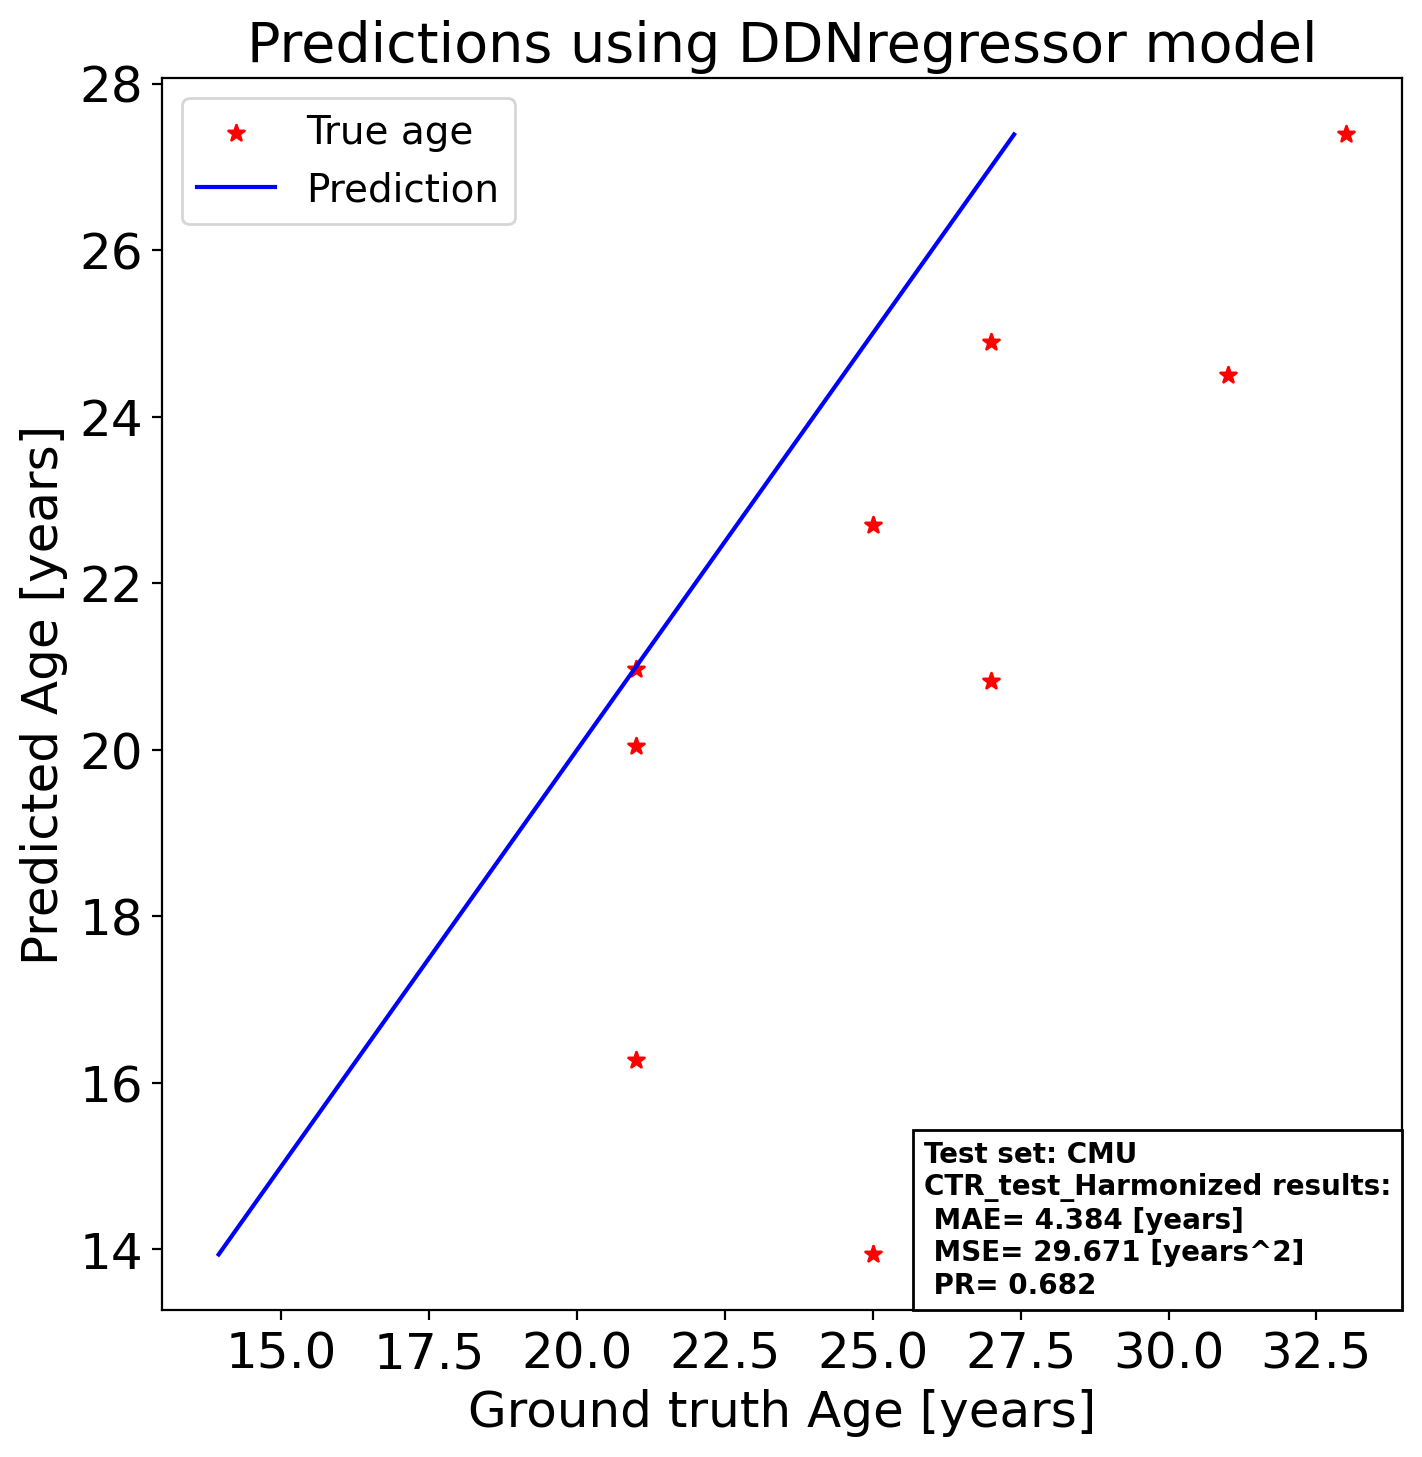 Predictions using DDNregressor model
28
26
24
22
20
18
16
14
Predicted Age [years]
True age
Prediction
Test set: CMU
CTR_test_Harmonized results:
MAE= 4.384 [years]
MSE= 29.671 [years^2]
PR= 0.682
15.0 17.5 20.0 22.5 25.0 27.5 30.0 32.5
Ground truth Age [years]